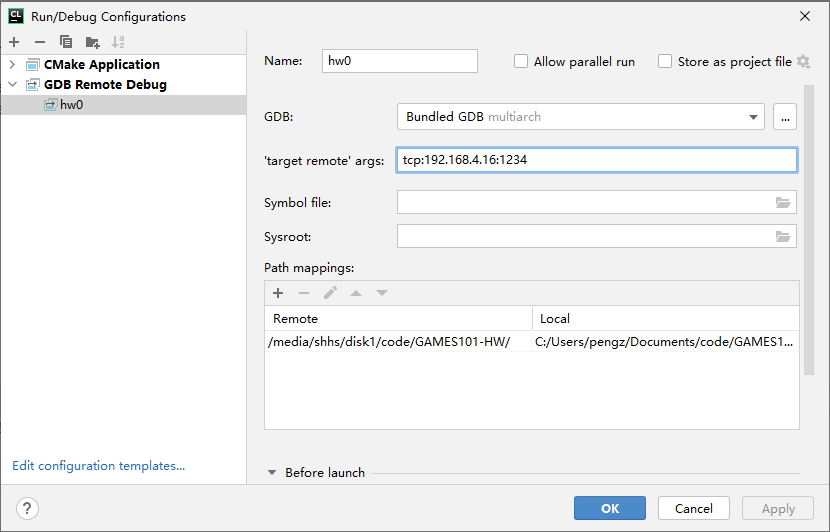 CL Run/Debug Configurations
CMake Application
GDB Remote Debug
hw0
Edit configuration templates...
Name: hw0 Allow parallel run Store as project file
GDB: Bundled GDB multiarch ...
'target remote' args: tcp:192.168.4.16:1234
Symbol file:
Sysroot:
Path mappings:
Remote Local
/media/shhs/disk1/code/GAMES101-HW/ C:/Users/pengz/Documents/code/GAMES1...
Before launch
? OK Cancel Apply